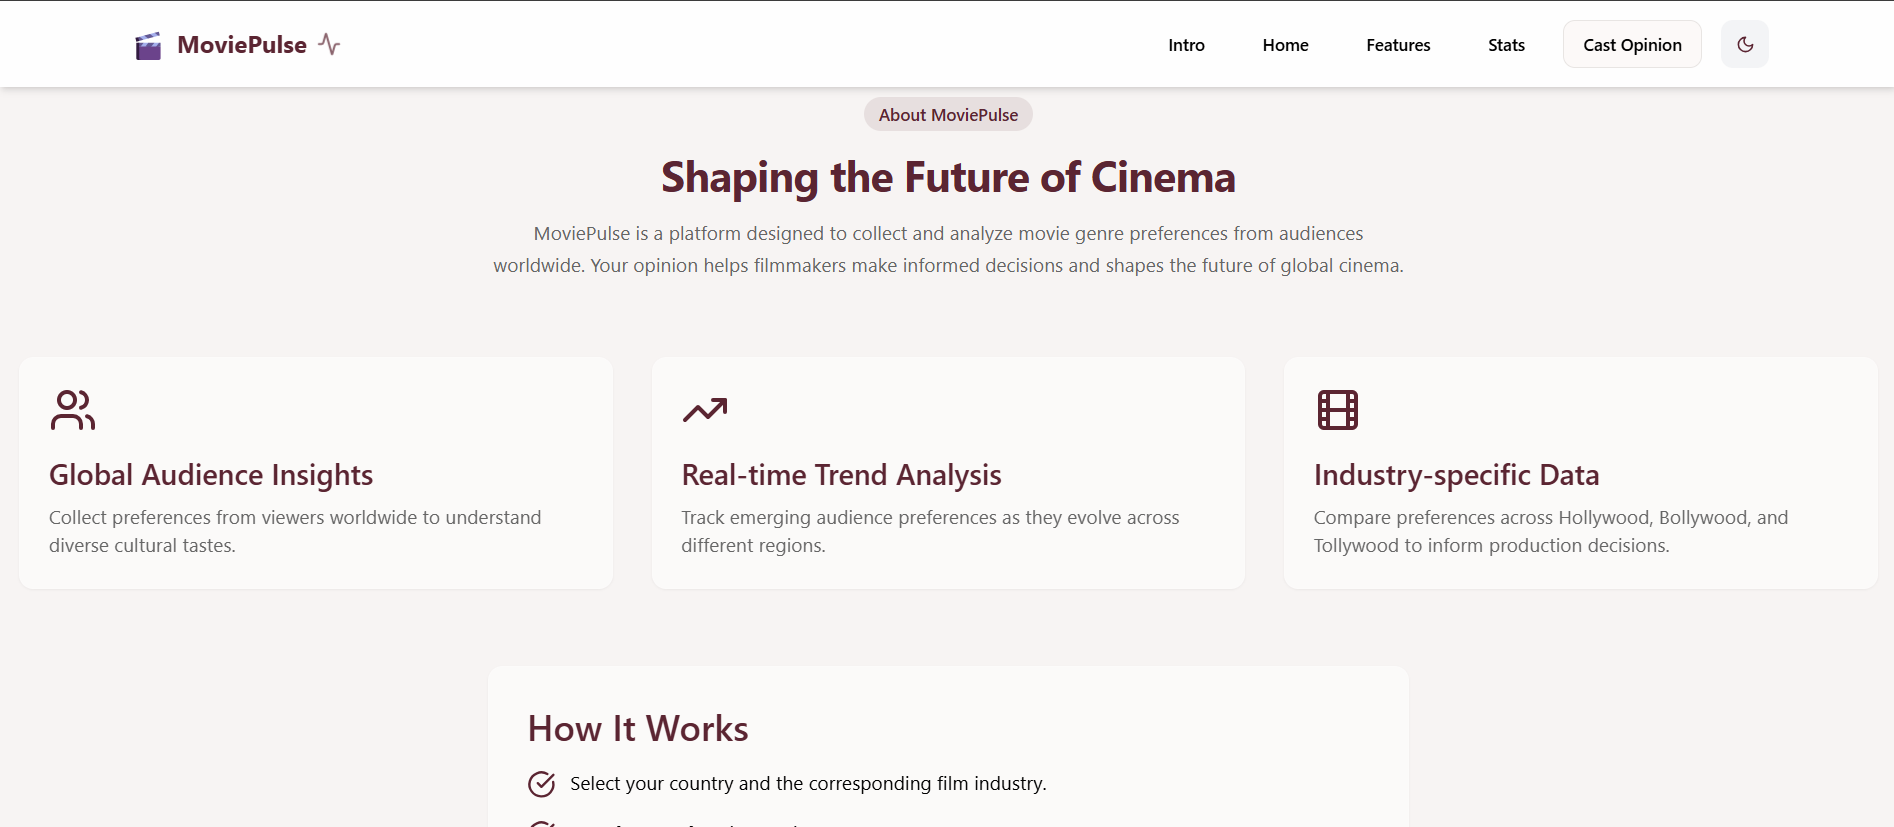 MoviePulse
Intro
Home
Features
Stats
Cast Opinion
About MoviePulse
Shaping the Future of Cinema
MoviePulse is a platform designed to collect and analyze movie genre preferences from audiences
worldwide. Your opinion helps filmmakers make informed decisions and shapes the future of global cinema.
Global Audience Insights
Collect preferences from viewers worldwide to understand
diverse cultural tastes.
Real-time Trend Analysis
Track emerging audience preferences as they evolve across
different regions.
Industry-specific Data
Compare preferences across Hollywood, Bollywood, and
Tollywood to inform production decisions.
How It Works
Select your country and the corresponding film industry.